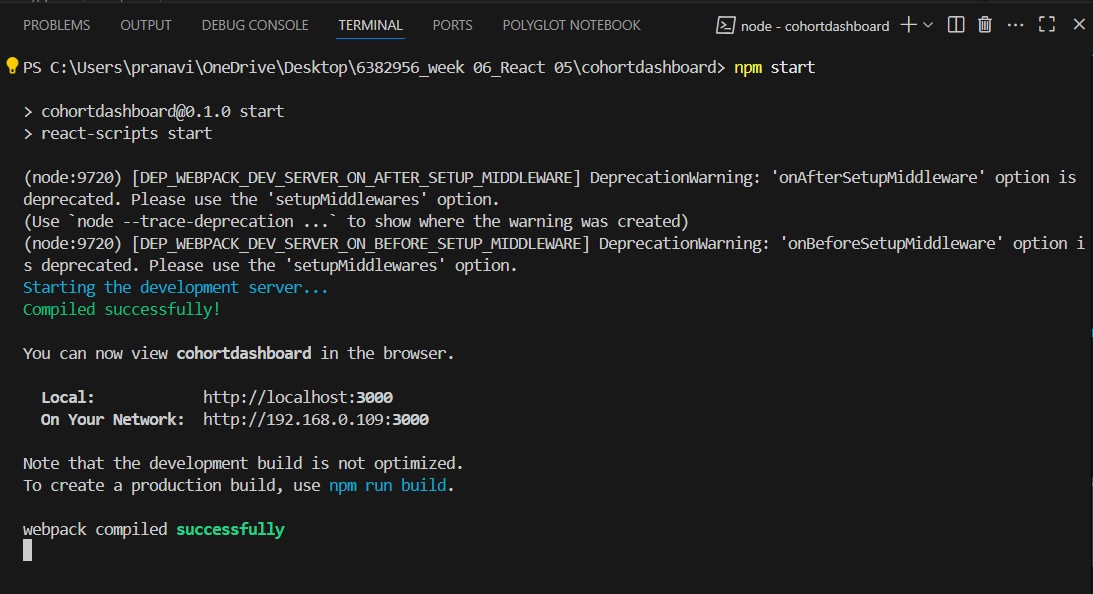 PROBLEMS OUTPUT DEBUG CONSOLE TERMINAL PORTS POLYGLOT NOTEBOOK node - cohortdashboard
PS C:\Users\pranavi\OneDrive\Desktop\6382956_week 06_React 05\cohortdashboard> npm start
> cohortdashboard@0.1.0 start
> react-scripts start
(node:9720) [DEP_WEBPACK_DEV_SERVER_ON_AFTER_SETUP_MIDDLEWARE] DeprecationWarning: 'onAfterSetupMiddleware' option is
deprecated. Please use the 'setupMiddlewares' option.
(Use `node --trace-deprecation ...` to show where the warning was created)
(node:9720) [DEP_WEBPACK_DEV_SERVER_ON_BEFORE_SETUP_MIDDLEWARE] DeprecationWarning: 'onBeforeSetupMiddleware' option i
s deprecated. Please use the 'setupMiddlewares' option.
Starting the development server...
Compiled successfully!
You can now view cohortdashboard in the browser.
Local: http://localhost:3000
On Your Network: http://192.168.0.109:3000
Note that the development build is not optimized.
To create a production build, use npm run build.
webpack compiled successfully